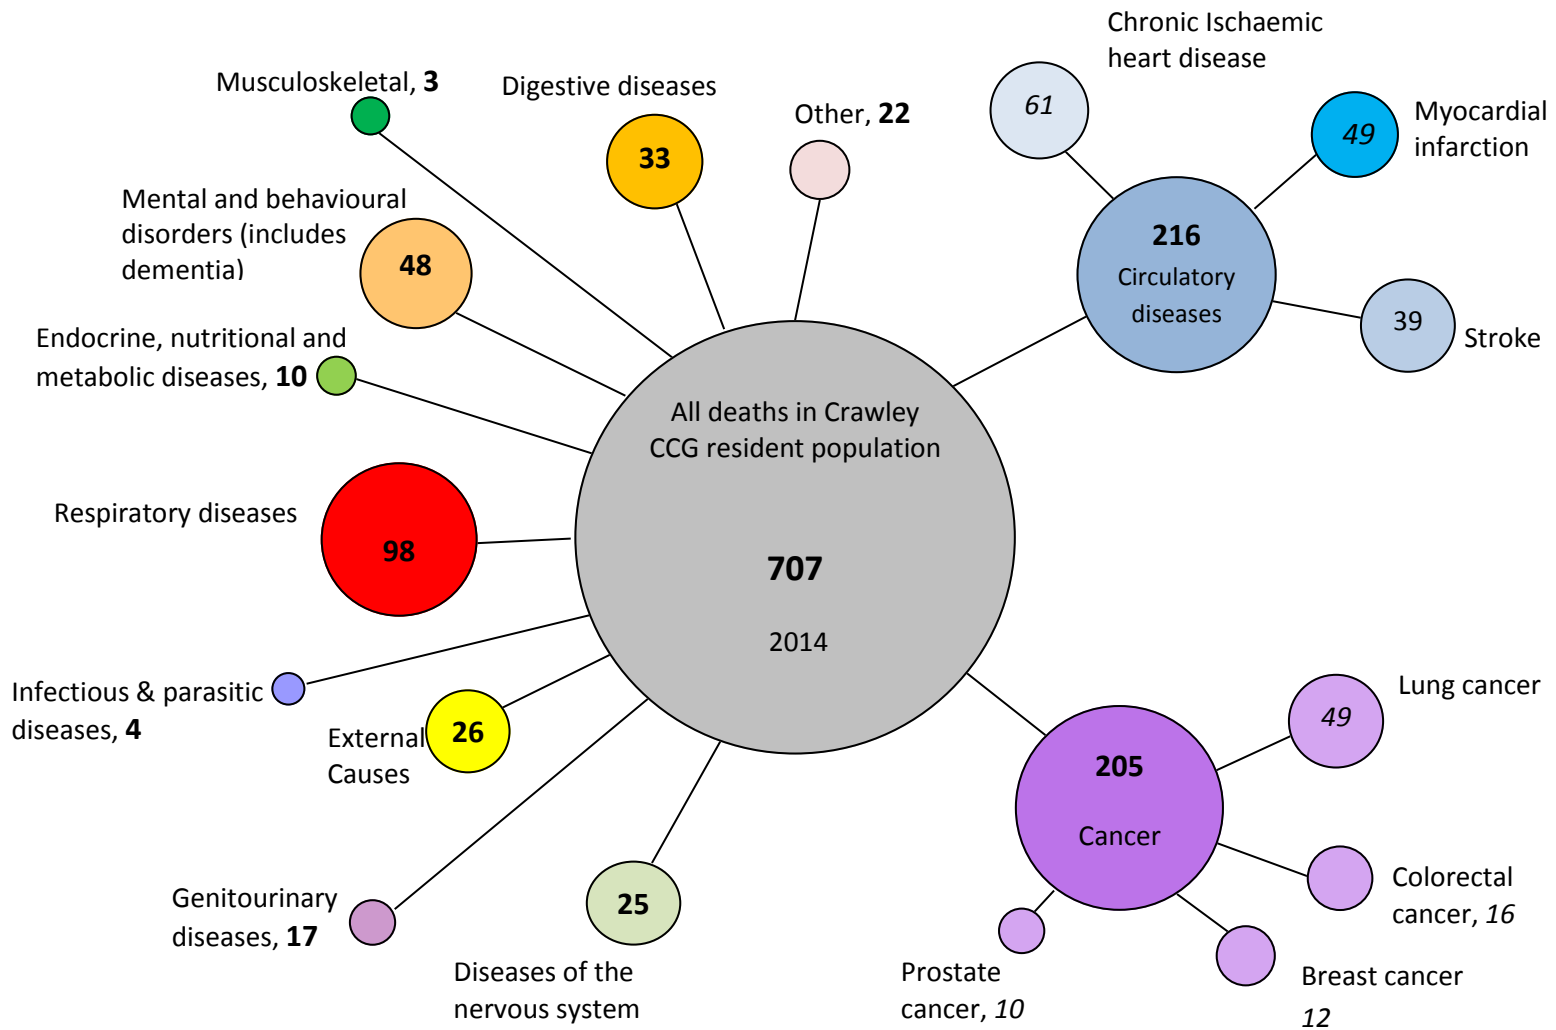 Chronic Ischaemic
heart disease
61
Myocardial
infarction
49
Musculoskeletal, 3
Digestive diseases
33
Other, 22
Mental and behavioural
disorders (includes
dementia)
48
216
Circulatory
diseases
39
Stroke
Endocrine, nutritional and
metabolic diseases, 10
All deaths in Crawley
CCG resident population
707
2014
Respiratory diseases
98
Infectious & parasitic
diseases, 4
External
Causes
26
Lung cancer
49
205
Cancer
Genitourinary
diseases, 17
25
Diseases of the
nervous system
Colorectal
cancer, 16
Prostate
cancer, 10
Breast cancer
12